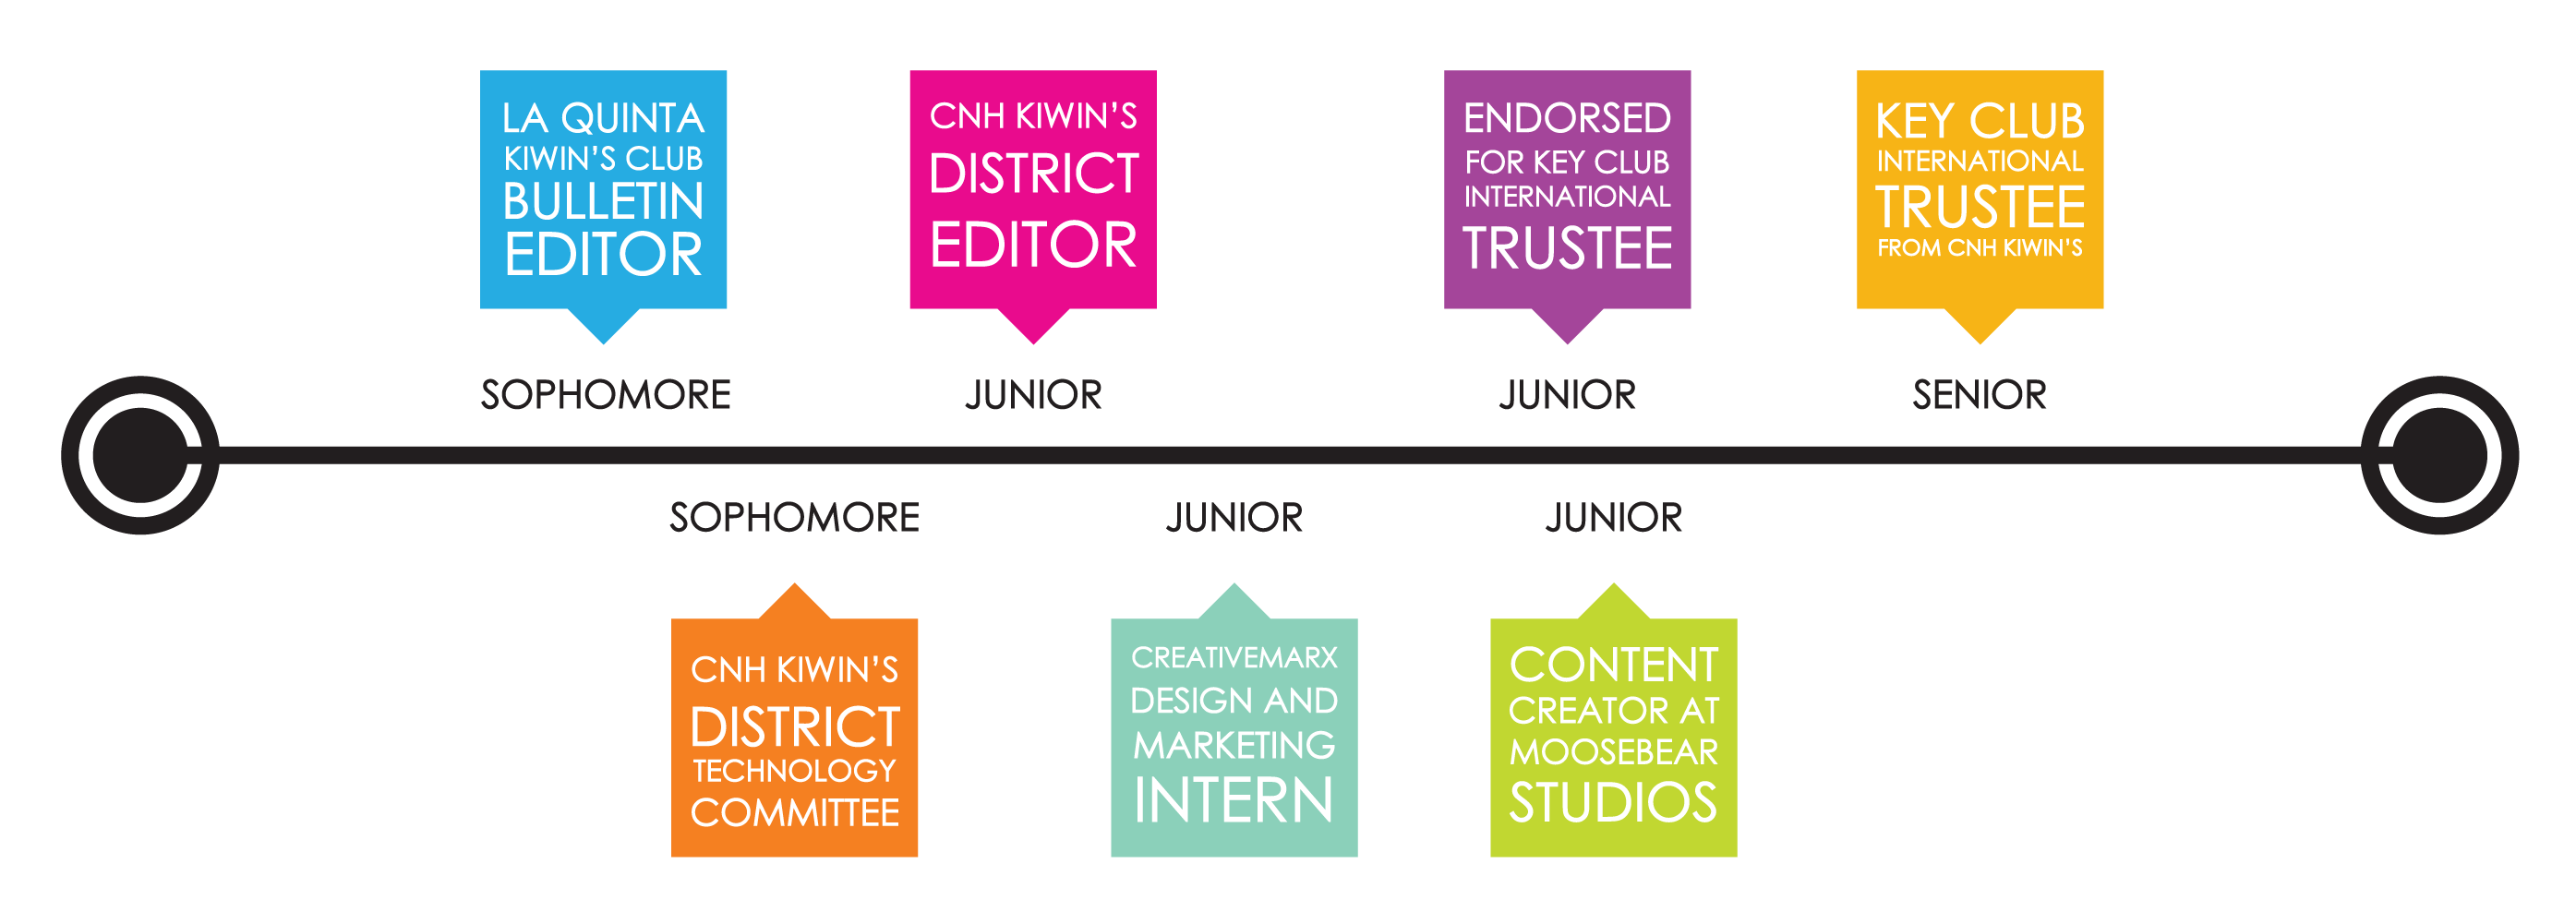 LA QUINTA
KIWIN'S CLUB
BULLETIN
EDITOR
SOPHOMORE
CNH KIWIN'S
DISTRICT
EDITOR
JUNIOR
ENDORSED
FOR KEY CLUB
INTERNATIONAL
TRUSTEE
JUNIOR
KEY CLUB
INTERNATIONAL
TRUSTEE
FROM CNH KIWIN'S
SENIOR
SOPHOMORE
CNH KIWIN'S
DISTRICT
TECHNOLOGY
COMMITTEE
JUNIOR
CREATIVEMARX
DESIGN AND
MARKETING
INTERN
JUNIOR
CONTENT
CREATOR AT
MOOSEBEAR
STUDIOS